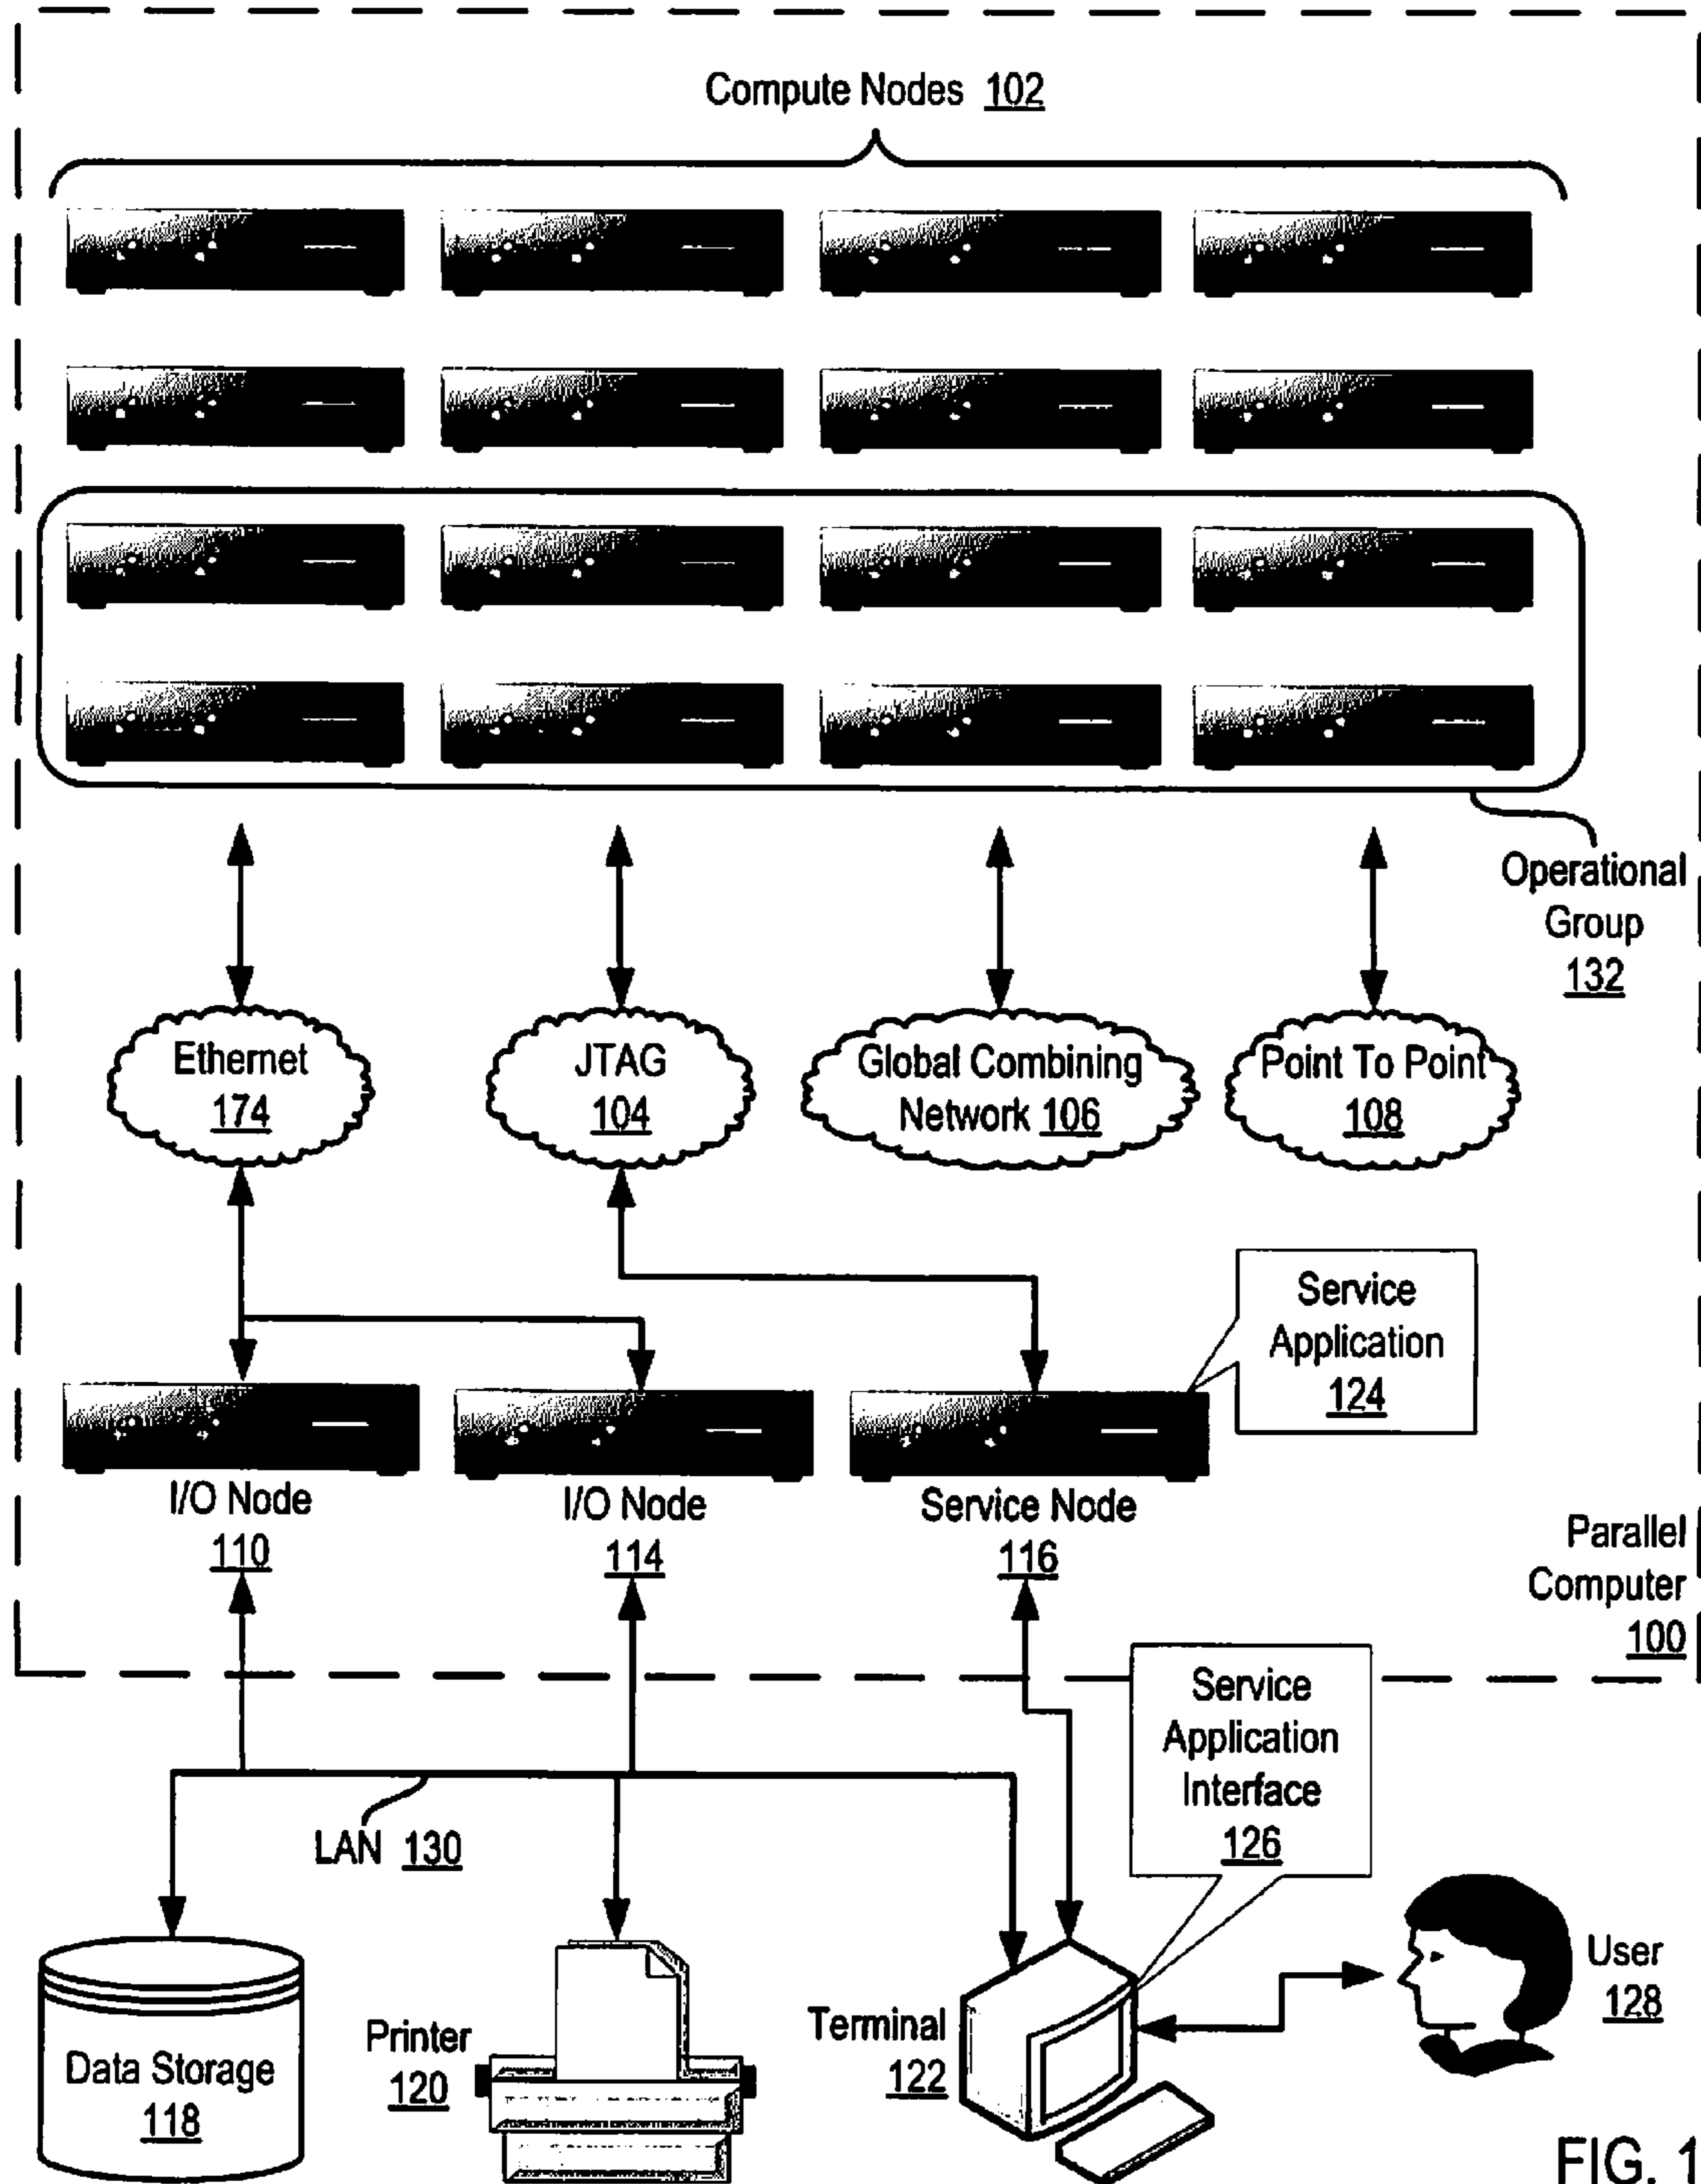 Compute Nodes 102
Operational
Group
132
Ethernet
174
JTAG
104
Global Combining
Network 106
Point To Point
108
Service
Application
124
I/O Node
110
I/O Node
114
Service Node
116
Parallel
Computer
100
Service
Application
Interface
126
LAN 130
Data Storage
118
Printer
120
Terminal
122
User
128
FIG. 1